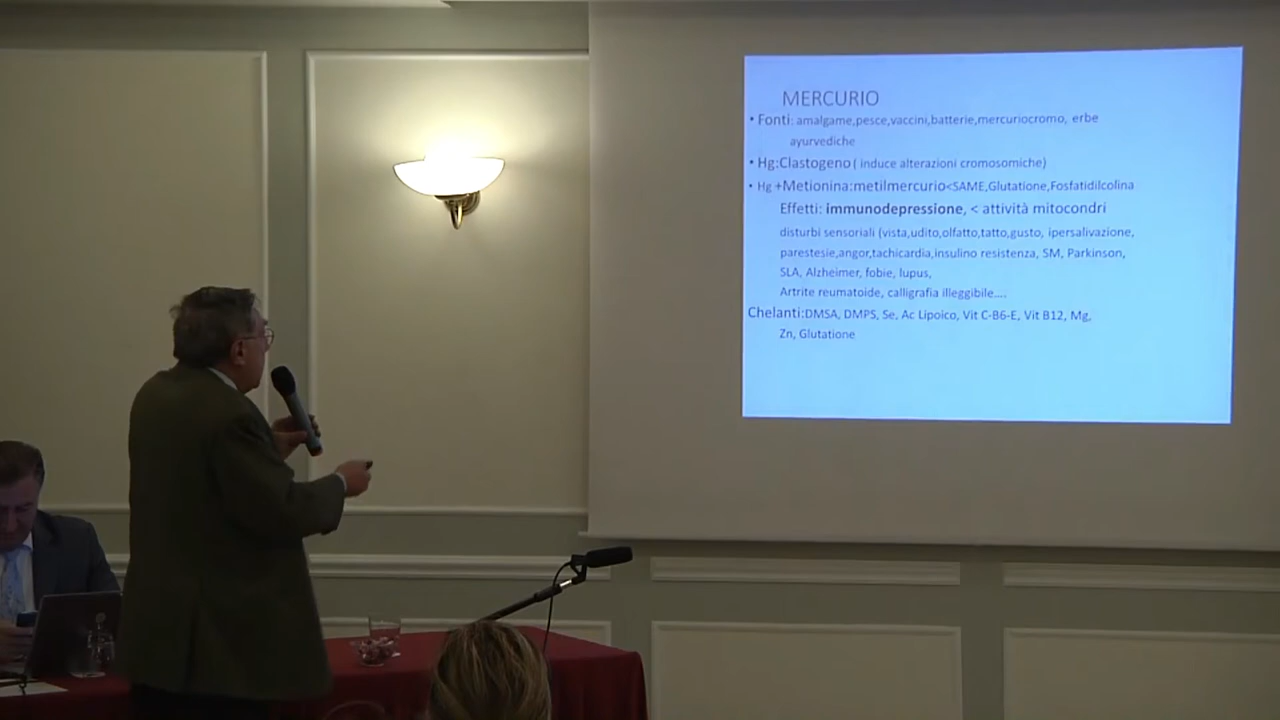 MERCURIO
• Fonti: amalgame,pesce,vaccini,batterie,mercuriocromo, erbe
ayurvediche
• Hg:Clastogeno ( induce alterazioni cromosomiche)
• Hg +Metionina:metilmercurio<SAME,Glutatione,Fosfatidilcolina
Effetti: immunodepressione, < attività mitocondri
disturbi sensoriali (vista,udito,olfatto,tatto,gusto, ipersalivazione,
parestesie,angor,tachicardia,insulino resistenza, SM, Parkinson,
SLA, Alzheimer, fobie, lupus,
Artrite reumatoide, calligrafia illeggibile....
Chelanti:DMSA, DMPS, Se, Ac Lipoico, Vit C-B6-E, Vit B12, Mg,
Zn, Glutatione